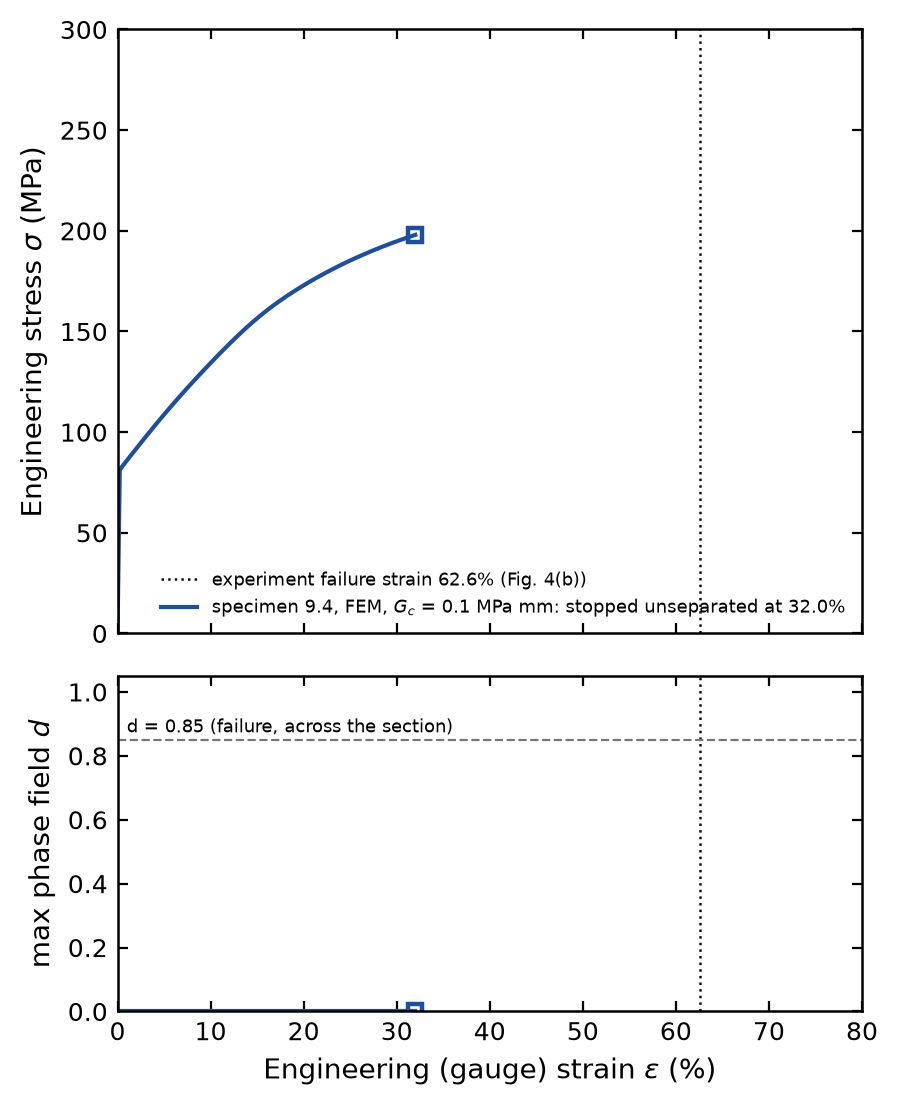 300
250
200
150
100
50
0
Engineering stress σ (MPa)
experiment failure strain 62.6% (Fig. 4(b))
specimen 9.4, FEM, G_c = 0.1 MPa mm: stopped unseparated at 32.0%
1.0
0.8
0.6
0.4
0.2
0.0
max phase field d
d = 0.85 (failure, across the section)
0 10 20 30 40 50 60 70 80
Engineering (gauge) strain ε (%)